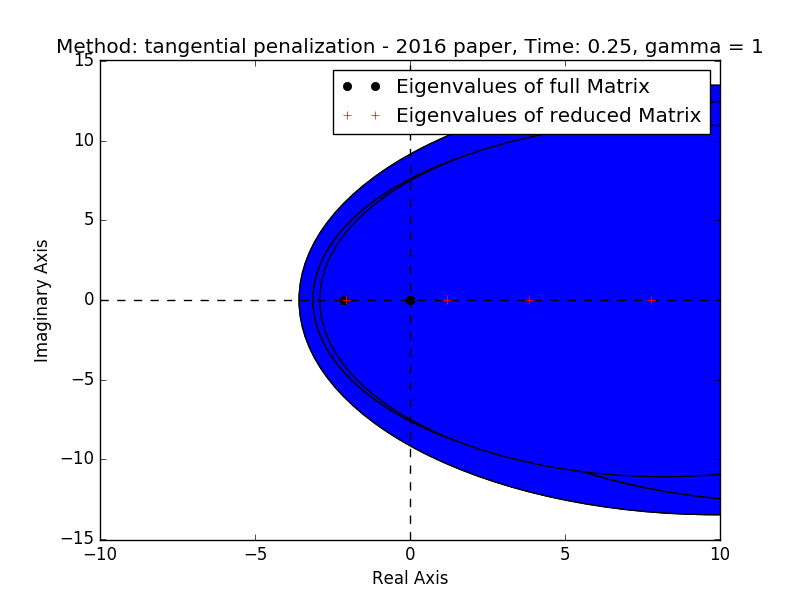 Method: tangential penalization - 2016 paper, Time: 0.25, gamma = 1
Eigenvalues of full Matrix
Eigenvalues of reduced Matrix
15
10
5
0
−5
−10
−15
Imaginary Axis
−10 −5 0 5 10
Real Axis